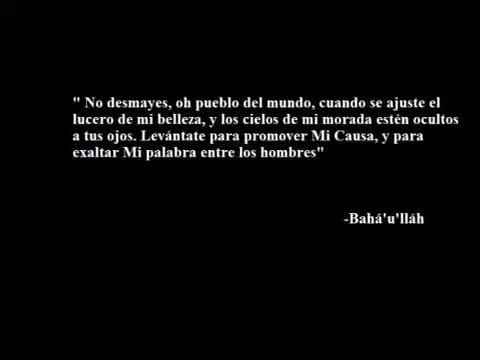 " No desmayes, oh pueblo del mundo, cuando se ajuste el
lucero de mi belleza, y los cielos de mi morada estén ocultos
a tus ojos. Levántate para promover Mi Causa, y para
exaltar Mi palabra entre los hombres"
-Bahá'u'lláh